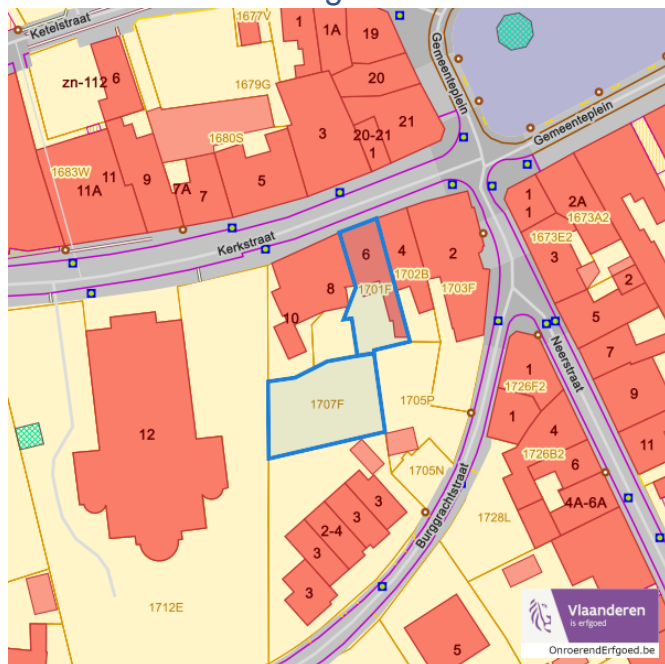 Ketelstraat
1677V
1
1A
19
Gemeenteplein
zn-112
6
1679G
20
1680S
3
21
20-21
1
Gemeenteplein
1683W
11
11A
9
7A
7
5
1
1
2A
1673A2
1673E2
3
2
Kerkstraat
6
4
2
1702B
1701F
1703F
8
10
5
7
Neerstraat
1
1726F2
9
1707F
1705P
1
4
11
12
1726B2
6
1705N
4A-6A
Burggrachtstraat
3
3
2-4
3
3
1728L
1712E
5
Vlaanderen
is erfgoed
OnroerendErfgoed.be